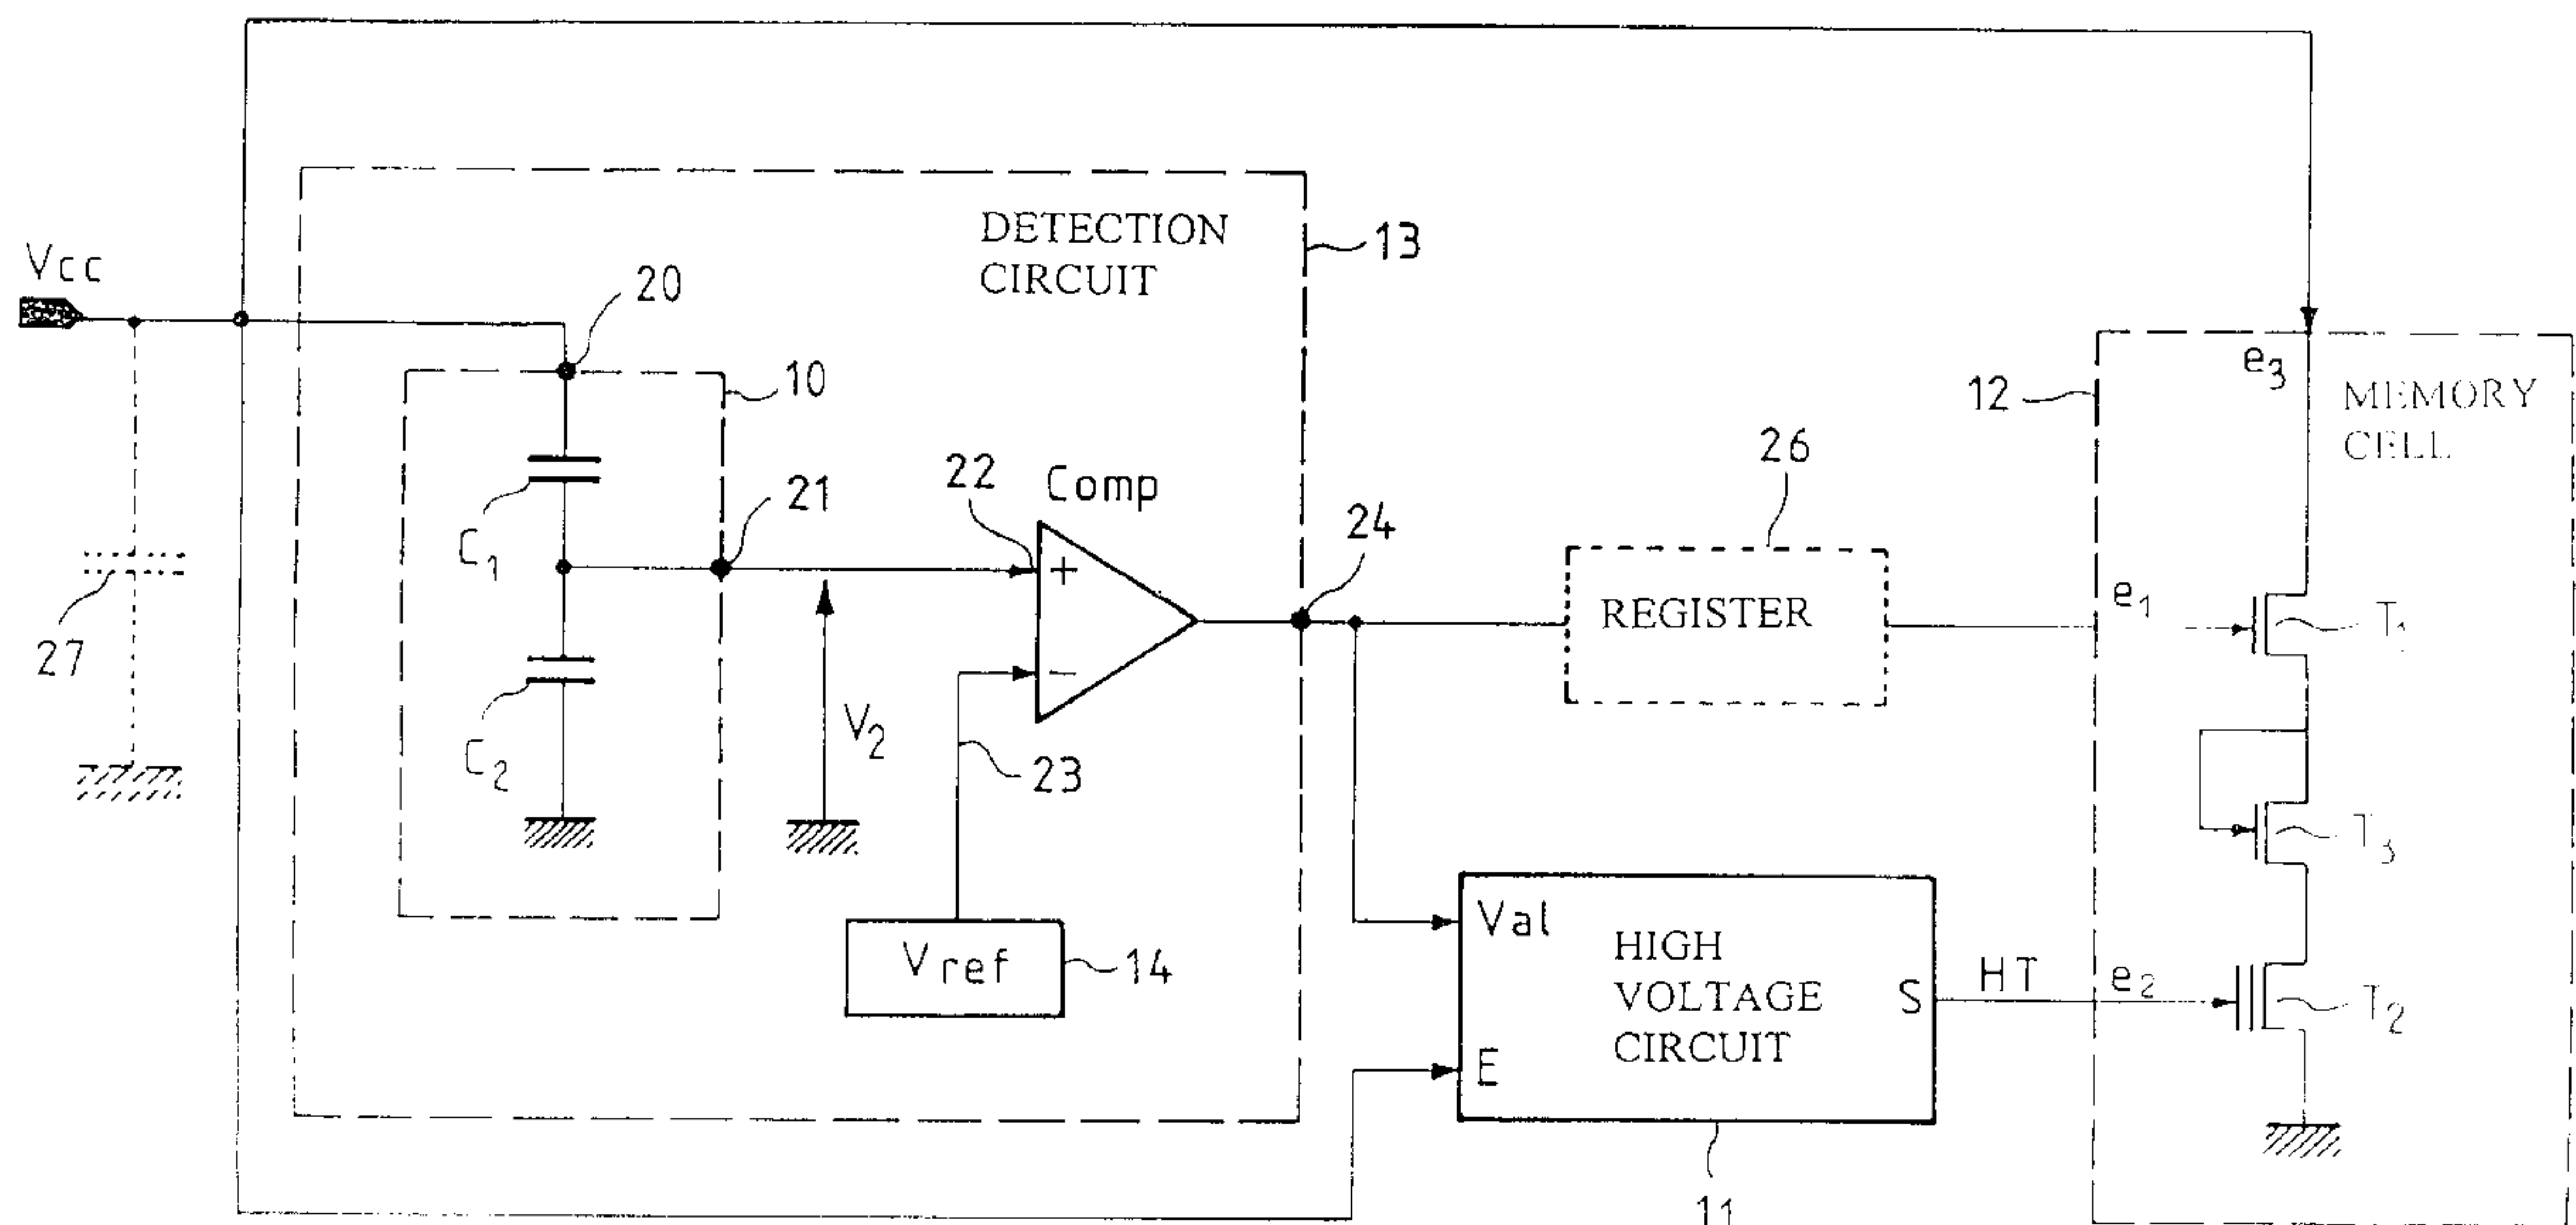 DETECTION
CIRCUIT
13
Vcc
20
10
12
e3
MEMORY
CELL
26
22
Comp
21
24
C1
e1
REGISTER
T1
27
V2
C2
23
T3
Val
HIGH
VOLTAGE
CIRCUIT
Vref
14
S
HT
e2
T2
E
11